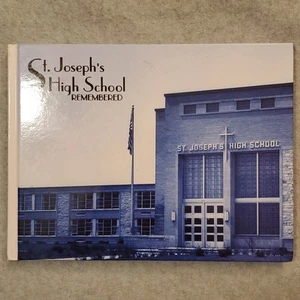 St. Joseph's
High School
REMEMBERED
ST. JOSEPH'S HIGH SCHOOL